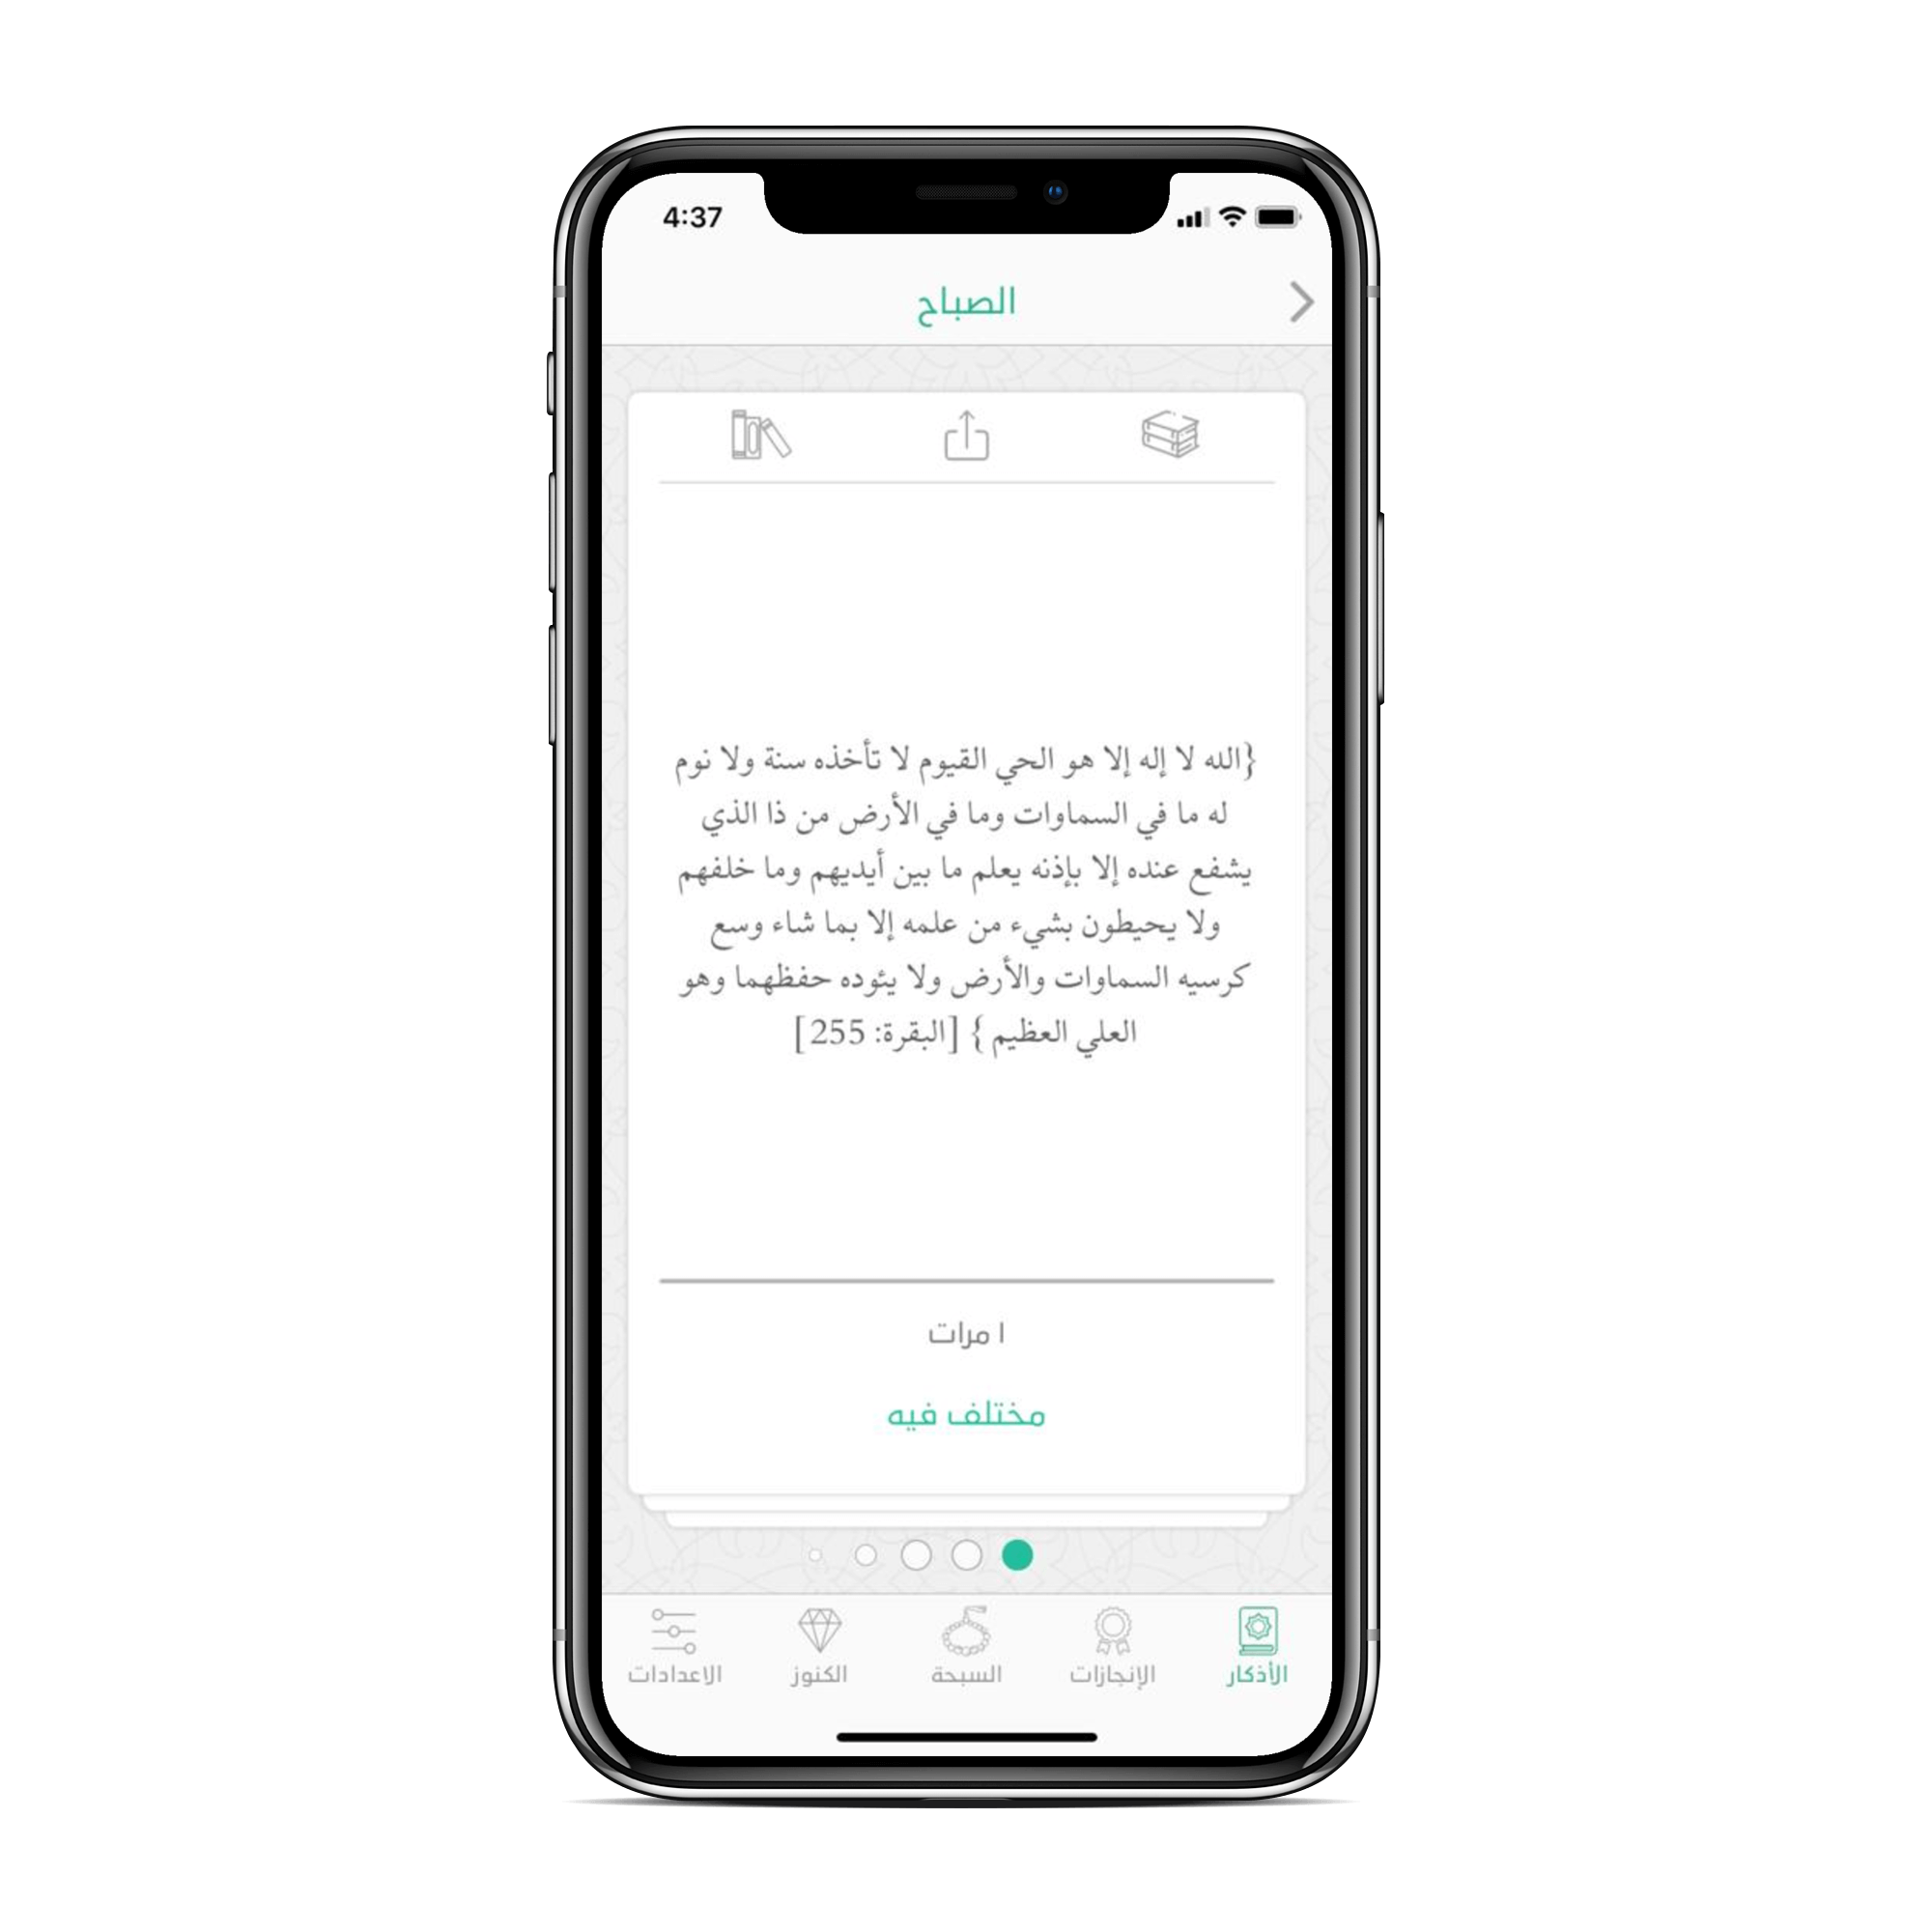 4:37
الصباح
{الله لا إله إلا هو الحي القيوم لا تأخذه سنة ولا نوم
له ما في السماوات وما في الأرض من ذا الذي
يشفع عنده إلا بإذنه يعلم ما بين أيديهم وما خلفهم
ولا يحيطون بشيء من علمه إلا بما شاء وسع
كرسيه السماوات والأرض ولا يئوده حفظهما وهو
العلي العظيم } [البقرة: 255]
١ مرات
مختلف فيه
الأذكار
الإنجازات
السبحة
الكنوز
الاعدادات